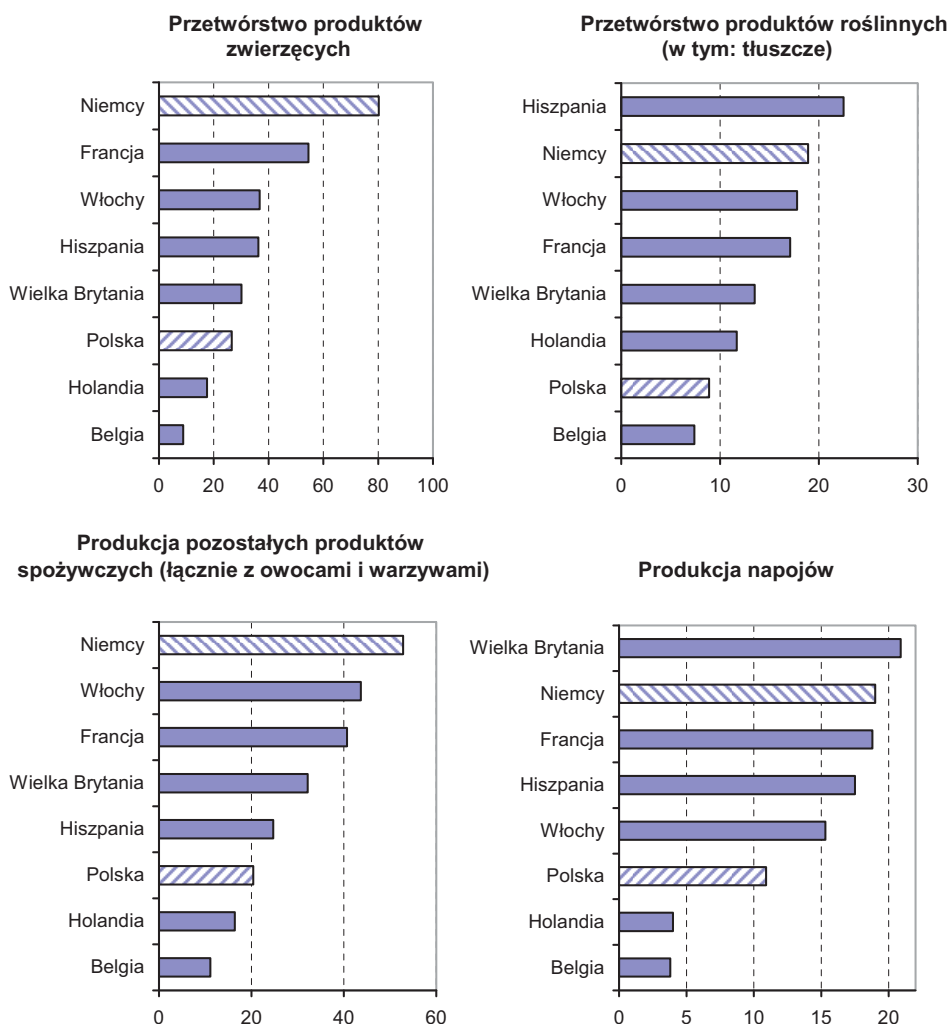 Przetwórstwo produktów
zwierzęcych
Niemcy
Francja
Włochy
Hiszpania
Wielka Brytania
Polska
Holandia
Belgia
0 20 40 60 80 100
Przetwórstwo produktów roślinnych
(w tym: tłuszcze)
Hiszpania
Niemcy
Włochy
Francja
Wielka Brytania
Holandia
Polska
Belgia
0 10 20 30
Produkcja pozostałych produktów
spożywczych (łącznie z owocami i warzywami)
Niemcy
Włochy
Francja
Wielka Brytania
Hiszpania
Polska
Holandia
Belgia
0 20 40 60
Produkcja napojów
Wielka Brytania
Niemcy
Francja
Hiszpania
Włochy
Polska
Holandia
Belgia
0 5 10 15 20